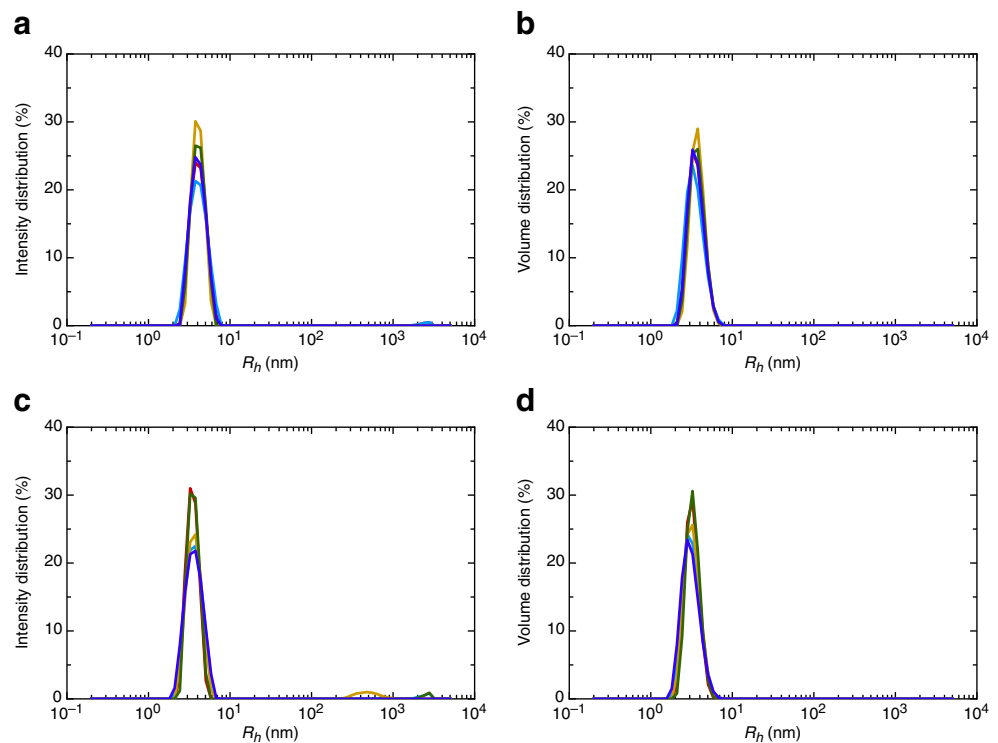 a
40
30
20
10
0
Intensity distribution (%)
10⁻¹ 10⁰ 10¹ 10² 10³ 10⁴
Rₕ (nm)
b
40
30
20
10
0
Volume distribution (%)
10⁻¹ 10⁰ 10¹ 10² 10³ 10⁴
Rₕ (nm)
c
40
30
20
10
0
Intensity distribution (%)
10⁻¹ 10⁰ 10¹ 10² 10³ 10⁴
Rₕ (nm)
d
40
30
20
10
0
Volume distribution (%)
10⁻¹ 10⁰ 10¹ 10² 10³ 10⁴
Rₕ (nm)